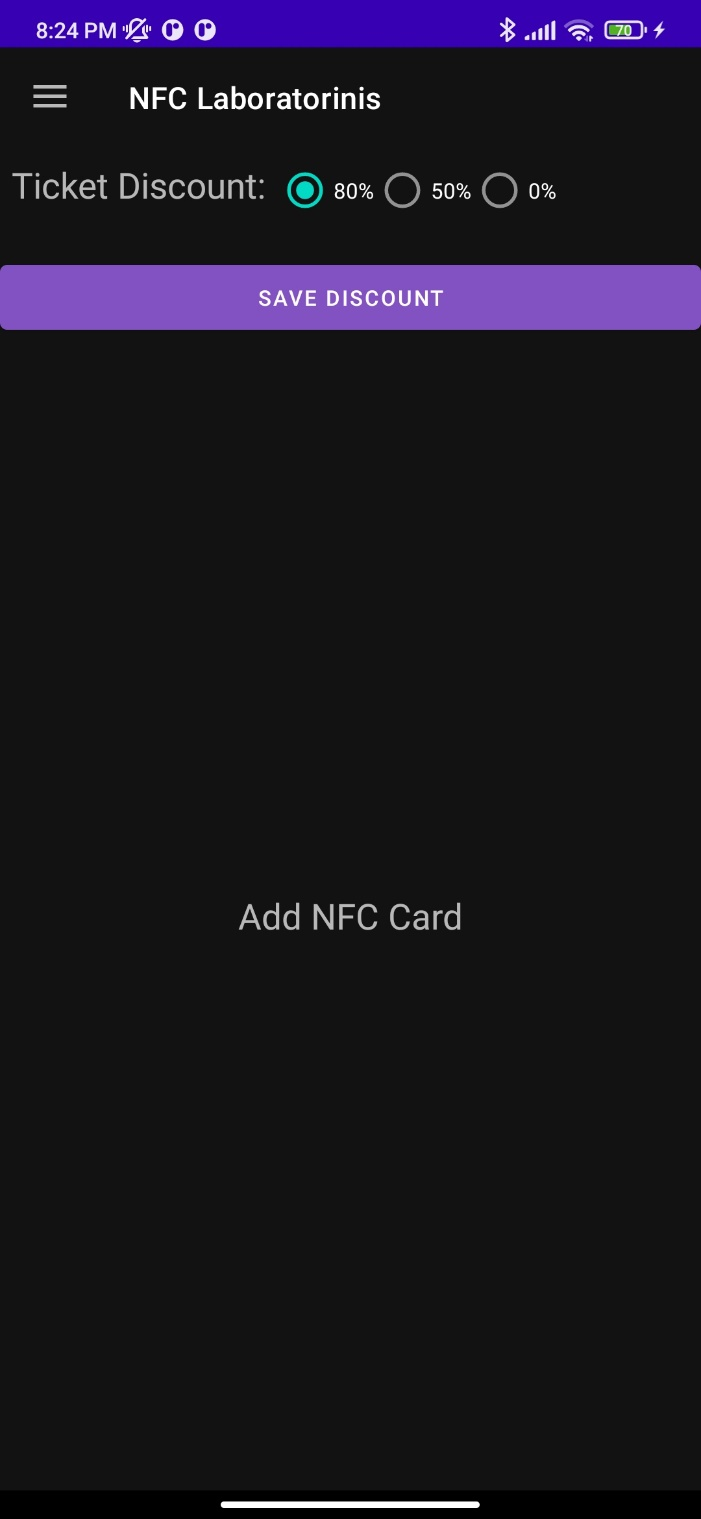 8:24 PM 70
NFC Laboratorinis
Ticket Discount: 80% 50% 0%
SAVE DISCOUNT
Add NFC Card